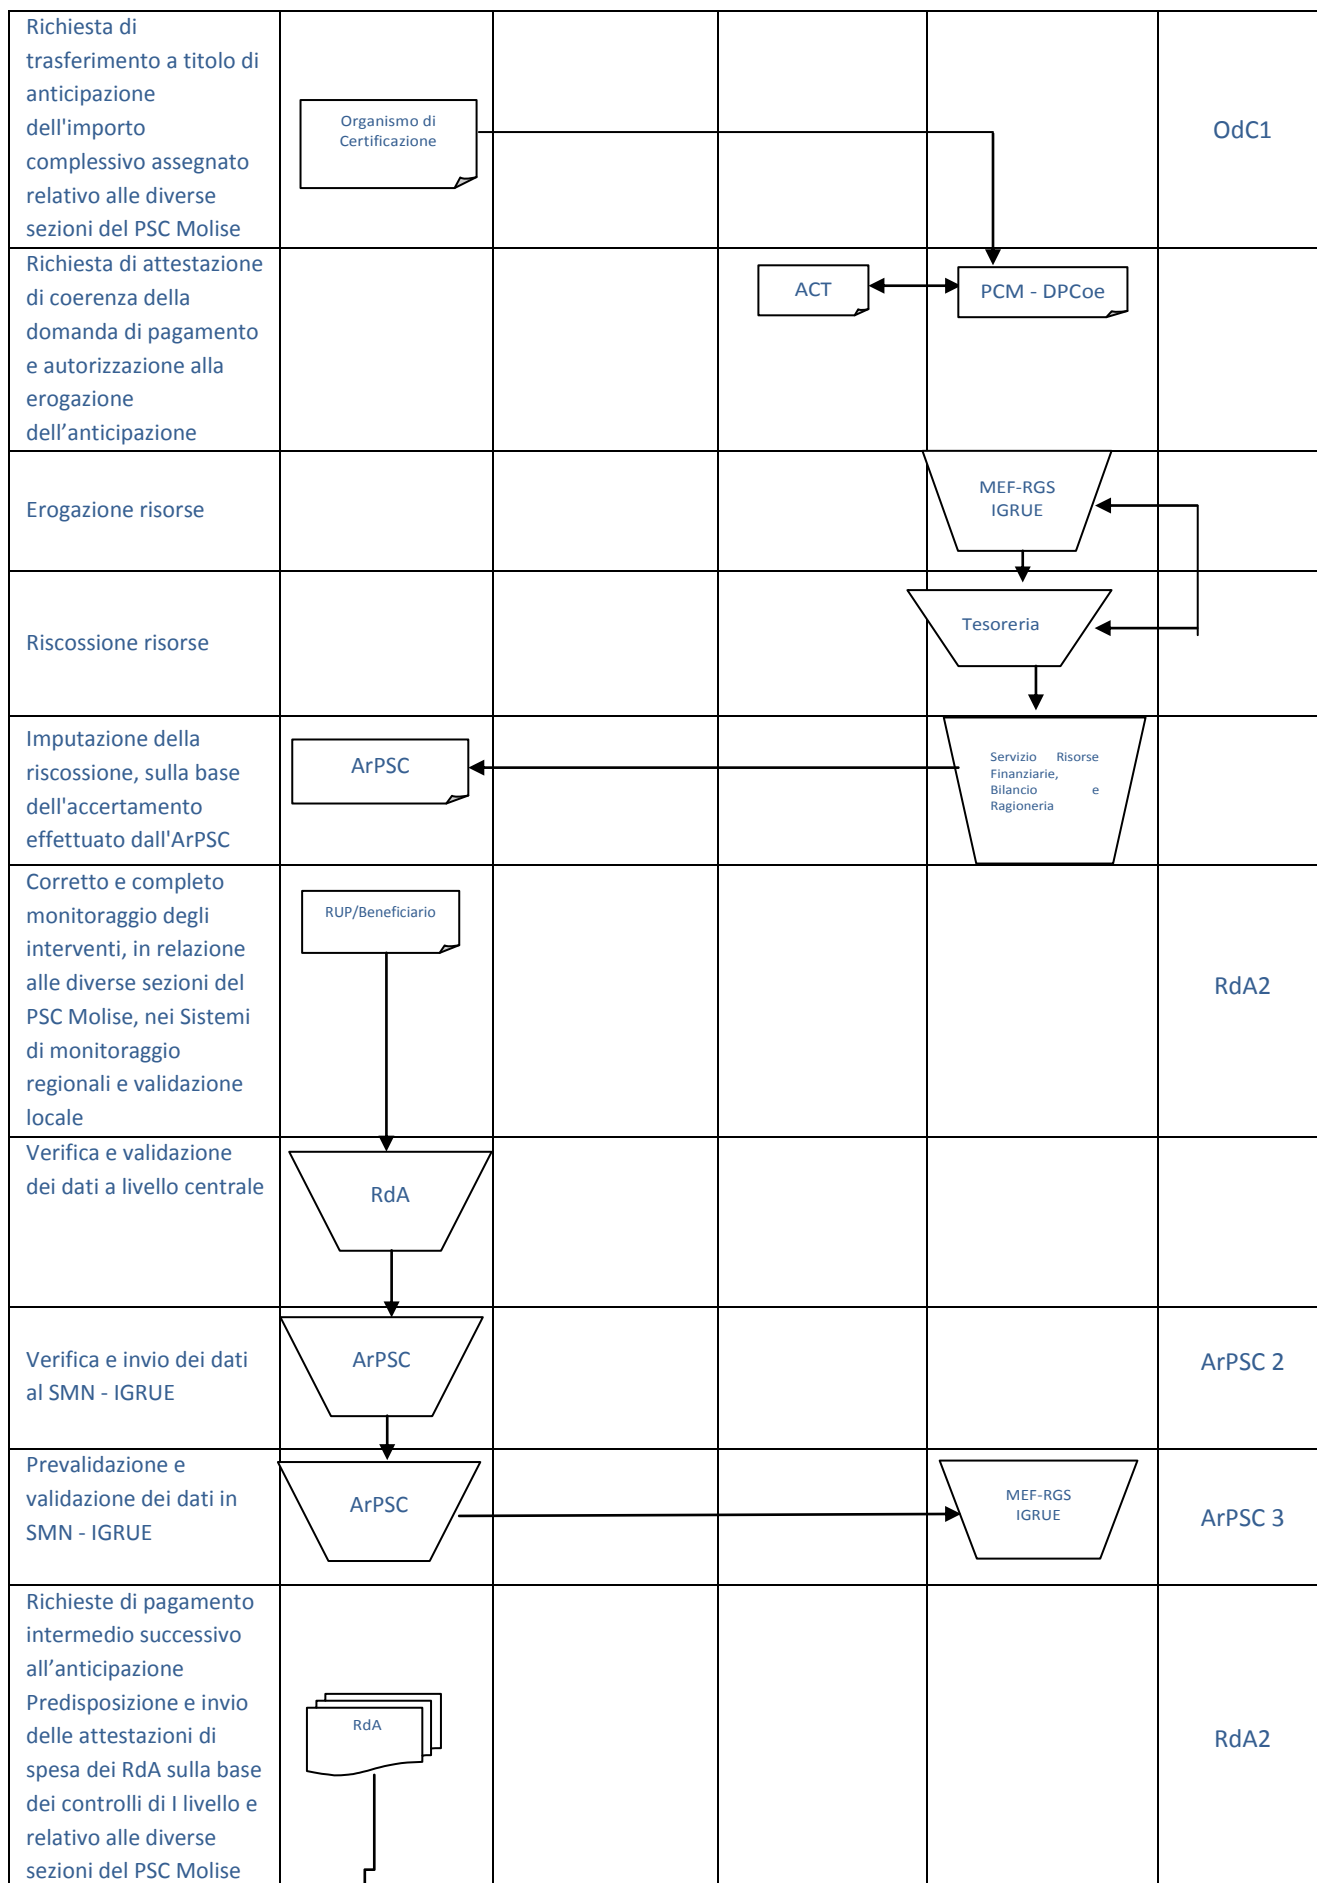 Richiesta di
trasferimento a titolo di
anticipazione
dell'importo
complessivo assegnato
relativo alle diverse
sezioni del PSC Molise
Organismo di
Certificazione
OdC1
Richiesta di attestazione
di coerenza della
domanda di pagamento
e autorizzazione alla
erogazione
dell’anticipazione
ACT
PCM - DPCoe
Erogazione risorse
MEF-RGS
IGRUE
Riscossione risorse
Tesoreria
Imputazione della
riscossione, sulla base
dell'accertamento
effettuato dall'ArPSC
ArPSC
Servizio Risorse
Finanziarie,
Bilancio e
Ragioneria
Corretto e completo
monitoraggio degli
interventi, in relazione
alle diverse sezioni del
PSC Molise, nei Sistemi
di monitoraggio
regionali e validazione
locale
RUP/Beneficiario
RdA2
Verifica e validazione
dei dati a livello centrale
RdA
Verifica e invio dei dati
al SMN - IGRUE
ArPSC
ArPSC 2
Prevalidazione e
validazione dei dati in
SMN - IGRUE
ArPSC
MEF-RGS
IGRUE
ArPSC 3
Richieste di pagamento
intermedio successivo
all’anticipazione
Predisposizione e invio
delle attestazioni di
spesa dei RdA sulla base
dei controlli di I livello e
relativo alle diverse
sezioni del PSC Molise
RdA
RdA2